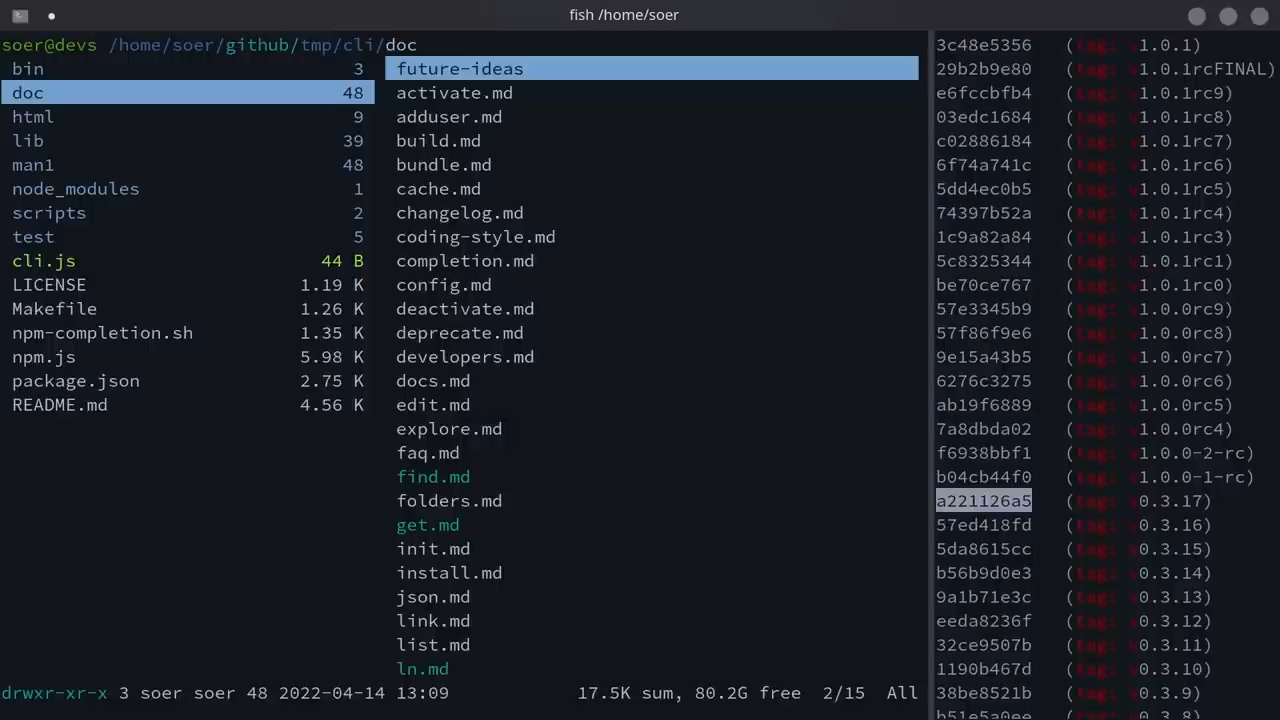 fish /home/soer
soer@devs /home/soer/github/tmp/cli/doc
bin 3
doc 48
html 9
lib 39
man1 48
node_modules 1
scripts 2
test 5
cli.js 44 B
LICENSE 1.19 K
Makefile 1.26 K
npm-completion.sh 1.35 K
npm.js 5.98 K
package.json 2.75 K
README.md 4.56 K
future-ideas
activate.md
adduser.md
build.md
bundle.md
cache.md
changelog.md
coding-style.md
completion.md
config.md
deactivate.md
deprecate.md
developers.md
docs.md
edit.md
explore.md
faq.md
find.md
folders.md
get.md
init.md
install.md
json.md
link.md
list.md
ln.md
drwxr-xr-x 3 soer soer 48 2022-04-14 13:09 17.5K sum, 80.2G free 2/15 All
3c48e5356 (tag: v1.0.1)
29b2b9e80 (tag: v1.0.1rcFINAL)
e6fccbfb4 (tag: v1.0.1rc9)
03edc1684 (tag: v1.0.1rc8)
c02886184 (tag: v1.0.1rc7)
6f74a741c (tag: v1.0.1rc6)
5dd4ec0b5 (tag: v1.0.1rc5)
74397b52a (tag: v1.0.1rc4)
1c9a82a84 (tag: v1.0.1rc3)
5c8325344 (tag: v1.0.1rc1)
be70ce767 (tag: v1.0.1rc0)
57e3345b9 (tag: v1.0.0rc9)
57f86f9e6 (tag: v1.0.0rc8)
9e15a43b5 (tag: v1.0.0rc7)
6276c3275 (tag: v1.0.0rc6)
ab19f6889 (tag: v1.0.0rc5)
7a8dbda02 (tag: v1.0.0rc4)
f6938bbf1 (tag: v1.0.0-2-rc)
b04cb44f0 (tag: v1.0.0-1-rc)
a221126a5 (tag: v0.3.17)
57ed418fd (tag: v0.3.16)
5da8615cc (tag: v0.3.15)
b56b9d0e3 (tag: v0.3.14)
9a1b71e3c (tag: v0.3.13)
eeda8236f (tag: v0.3.12)
32ce9507b (tag: v0.3.11)
1190b467d (tag: v0.3.10)
38be8521b (tag: v0.3.9)
b51e5a0ee (tag: v0.3.8)